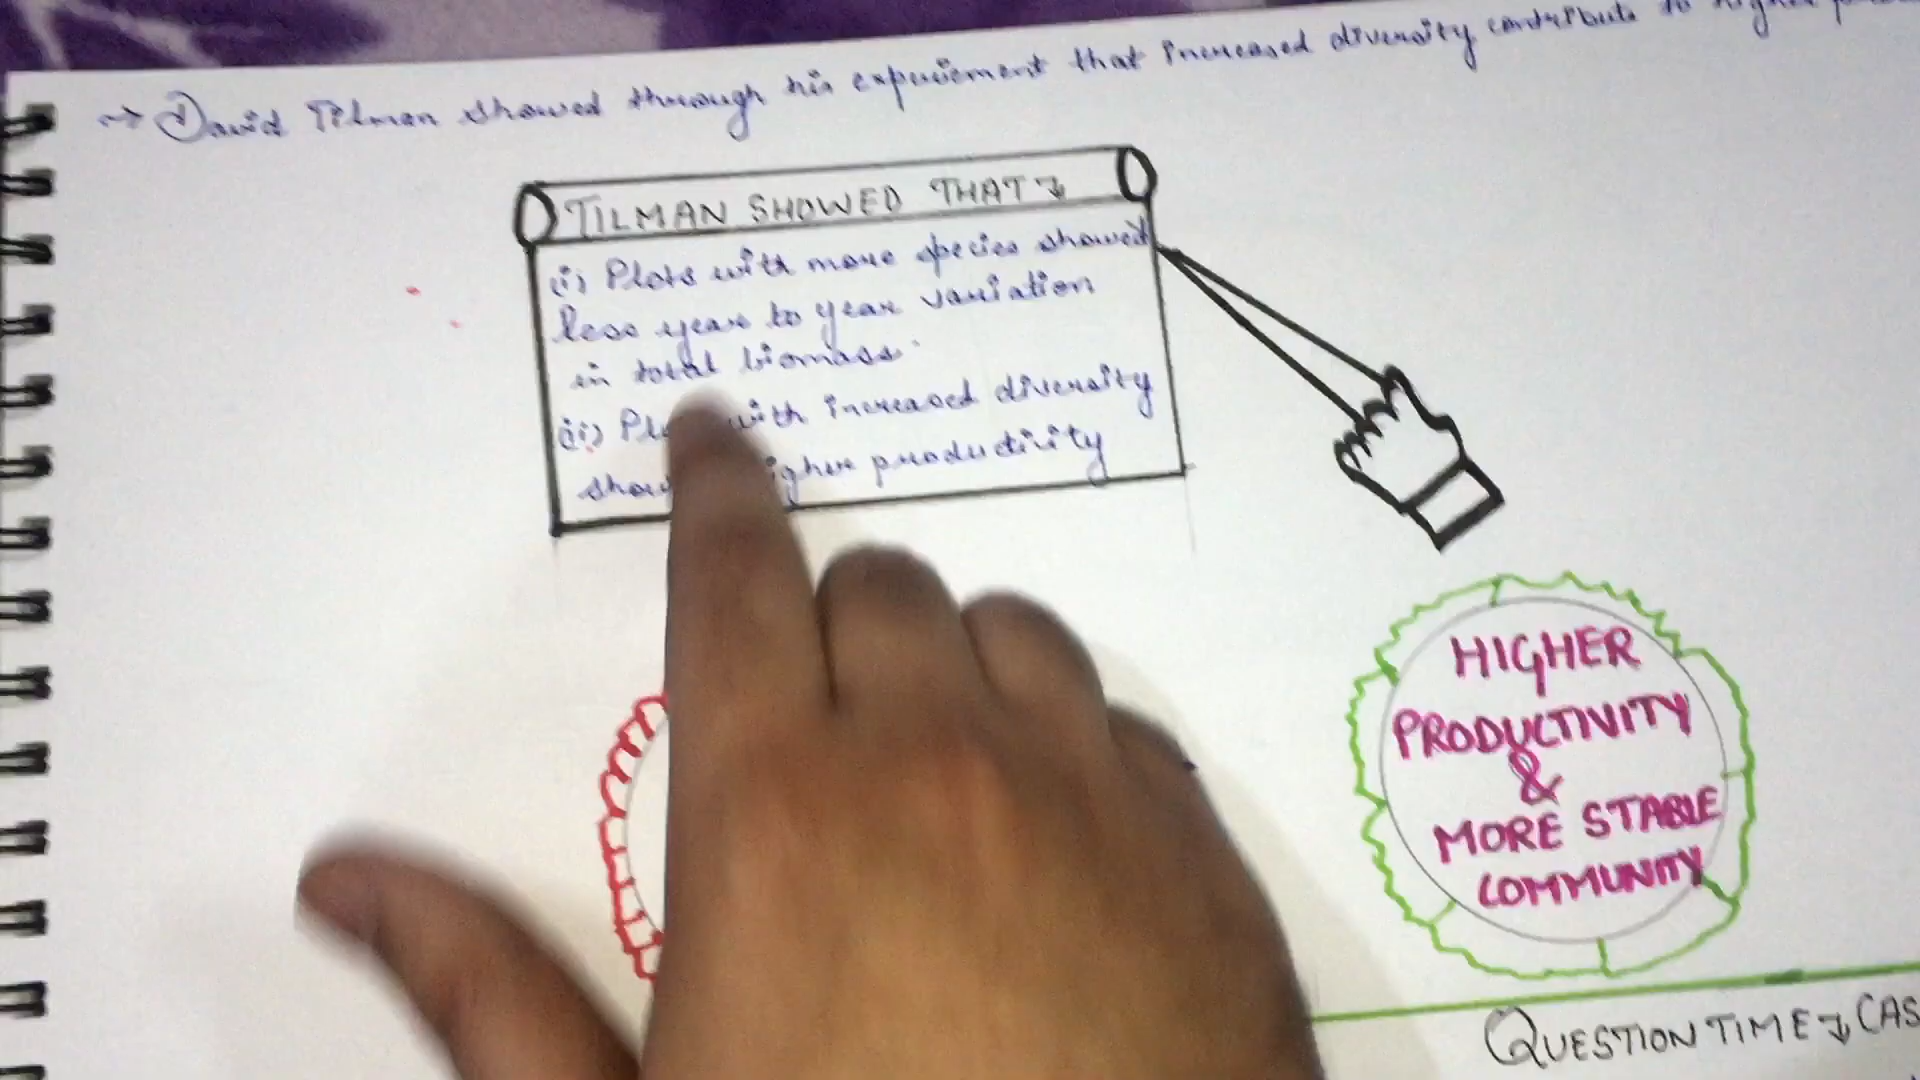 → David Tilman showed through his experiment that increased diversity contribute to higher
TILMAN SHOWED THAT ↴
(i) Plots with more species showed
less year to year variation
in total biomass.
(ii) with increased diversity
productivity
HIGHER
PRODUCTIVITY
&
MORE STABLE
COMMUNITY
QUESTION TIME ↴ CAS